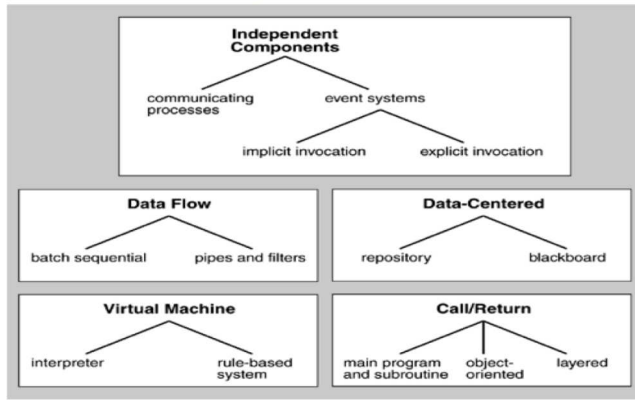 Independent
Components
communicating
processes
event systems
implicit invocation
explicit invocation
Data Flow
batch sequential
pipes and filters
Data-Centered
repository
blackboard
Virtual Machine
interpreter
rule-based
system
Call/Return
main program
and subroutine
object-
oriented
layered